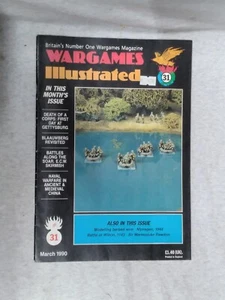 Britain's Number One Wargames Magazine
WARGAMES
Illustrated
31
IN THIS
MONTH'S
ISSUE
DEATH OF A
CORPS: FIRST
DAY AT
GETTYSBURG
BLAAUWBERG
REVISITED
BATTLES
ALONG THE
SOAR: E.C.W.
SKIRMISH
NAVAL
WARFARE IN
ANCIENT &
MEDIEVAL
CHINA
31
March 1990
ALSO IN THIS ISSUE